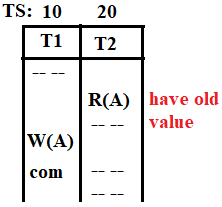 TS: 10 20
T1 T2
-- --
R(A) have old
-- -- value
W(A)
-- --
com
-- --